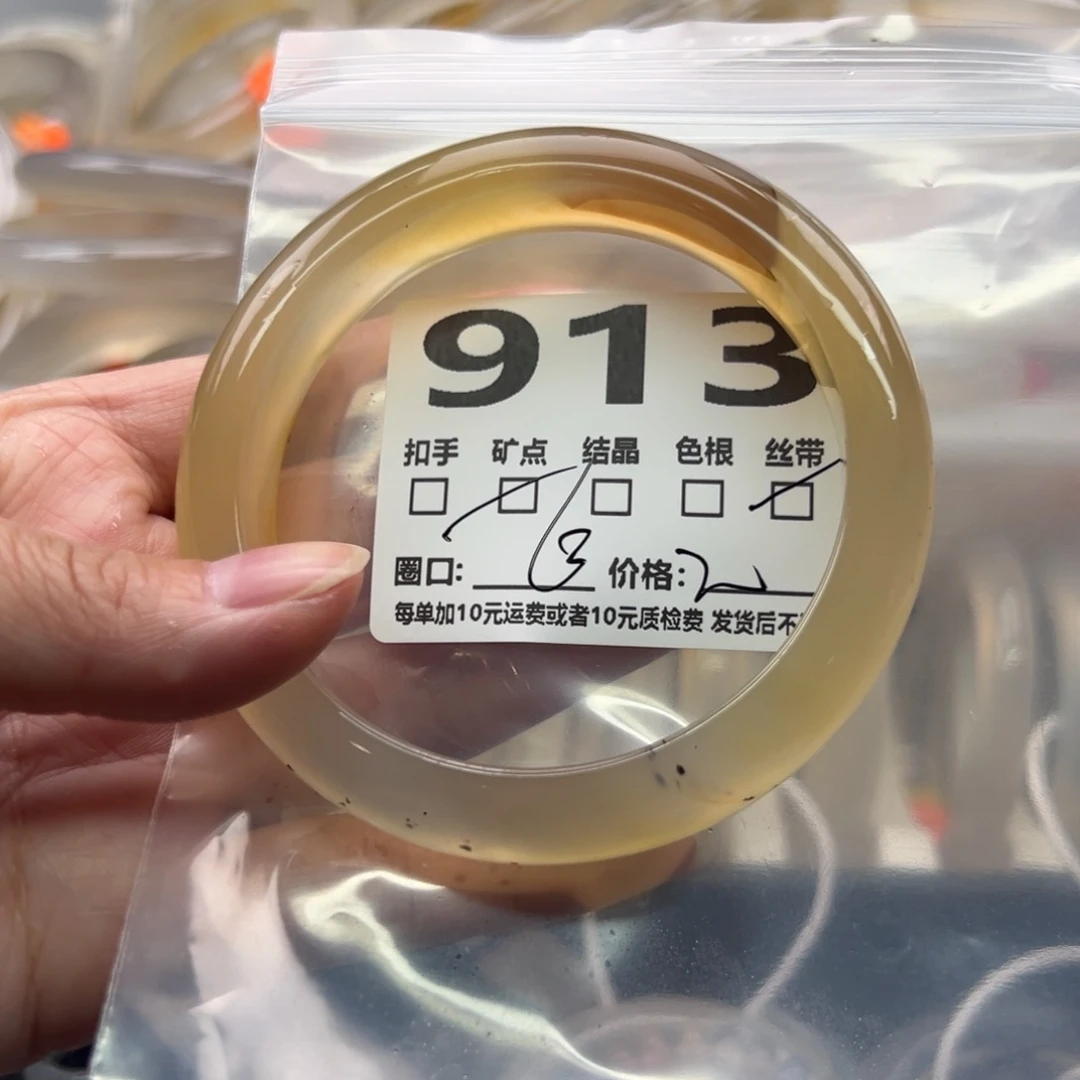 913
扣手 矿点 结晶 色根 丝带
圈口: 价格:
每单加10元运费或者10元质检费 发货后不